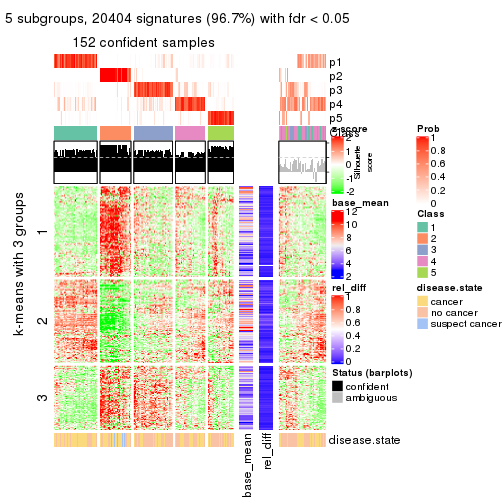 5 subgroups, 20404 signatures (96.7%) with fdr < 0.05
152 confident samples
p1
p2
p3
p4
p5
Class
z-score
2
1
0
-1
-2
Silhouette
score
Prob
1
0.8
0.6
0.4
0.2
0
base_mean
12
10
8
6
4
2
Class
1
2
3
4
5
rel_diff
1
0.8
0.6
0.4
0.2
0
disease.state
cancer
no cancer
suspect cancer
Status (barplots)
confident
ambiguous
k-means with 3 groups
1
2
3
disease.state
base_mean
rel_diff